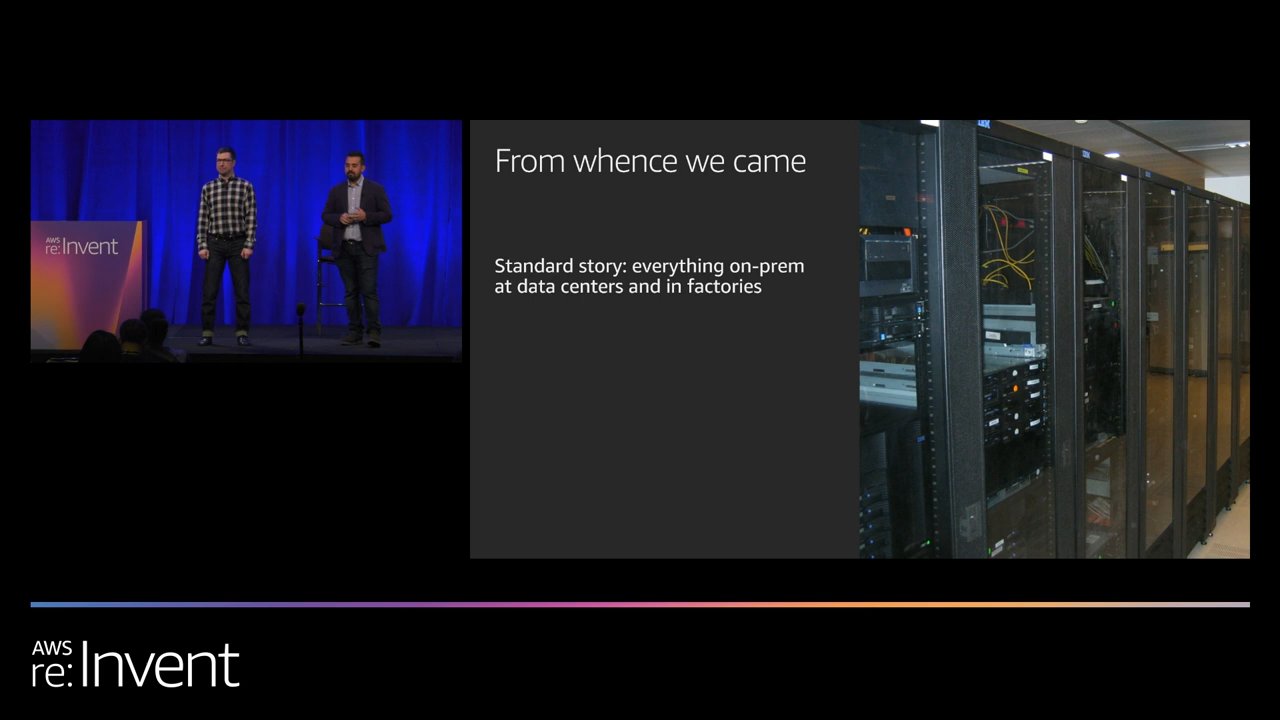 AWS
re:Invent
From whence we came
Standard story: everything on-prem
at data centers and in factories
IBM
AWS
re:Invent